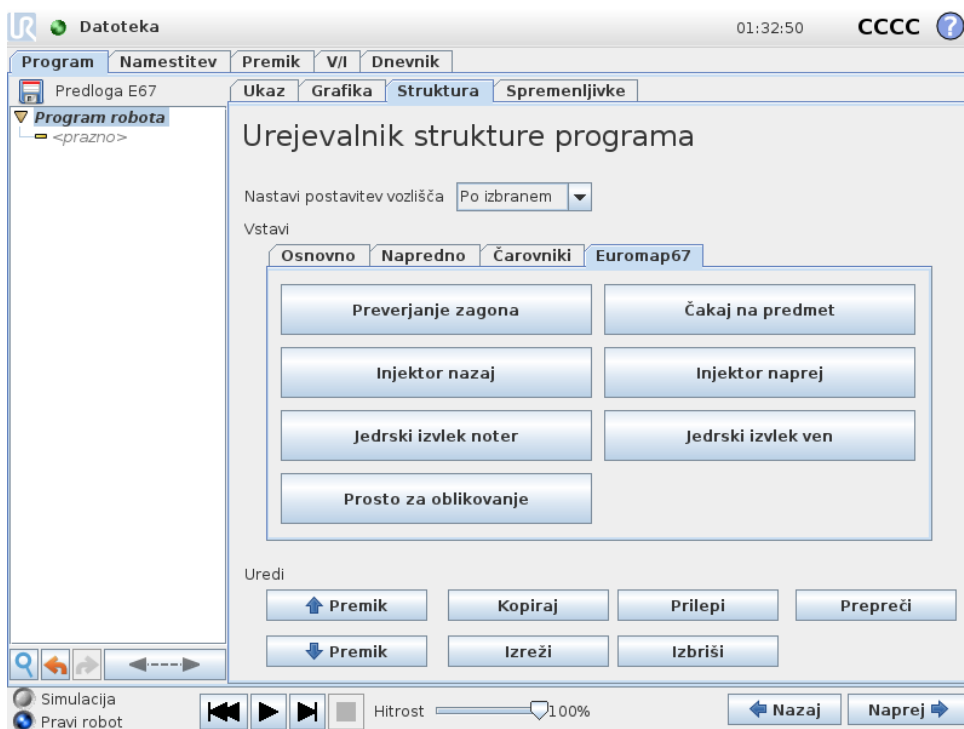 UR Datoteka 01:32:50 CCCC ?
Program Namestitev Premik V/I Dnevnik
Predloga E67
Ukaz Grafika Struktura Spremenljivke
Program robota
<prazno>
Urejevalnik strukture programa
Nastavi postavitev vozlišča Po izbranem
Vstavi
Osnovno Napredno Čarovniki Euromap67
Preverjanje zagona Čakaj na predmet
Injektor nazaj Injektor naprej
Jedrski izvlek noter Jedrski izvlek ven
Prosto za oblikovanje
Uredi
Premik Kopiraj Prilepi Prepreči
Premik Izreži Izbriši
Simulacija
Pravi robot
Hitrost 100%
Nazaj Naprej